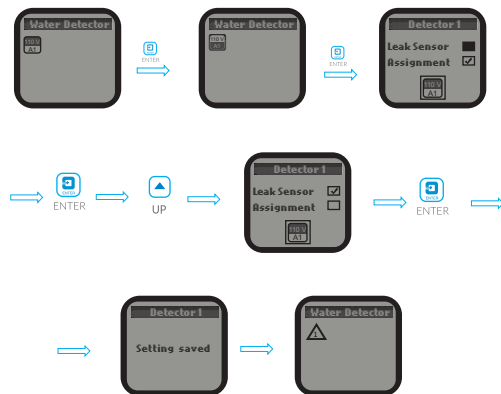 Water Detector
110 V
A1
ENTER
Water Detector
110 V
A1
ENTER
Detector 1
Leak Sensor
Assignment
110 V
A1
ENTER
UP
Detector 1
Leak Sensor
Assignment
110 V
A1
ENTER
Detector 1
Setting saved
Water Detector
1